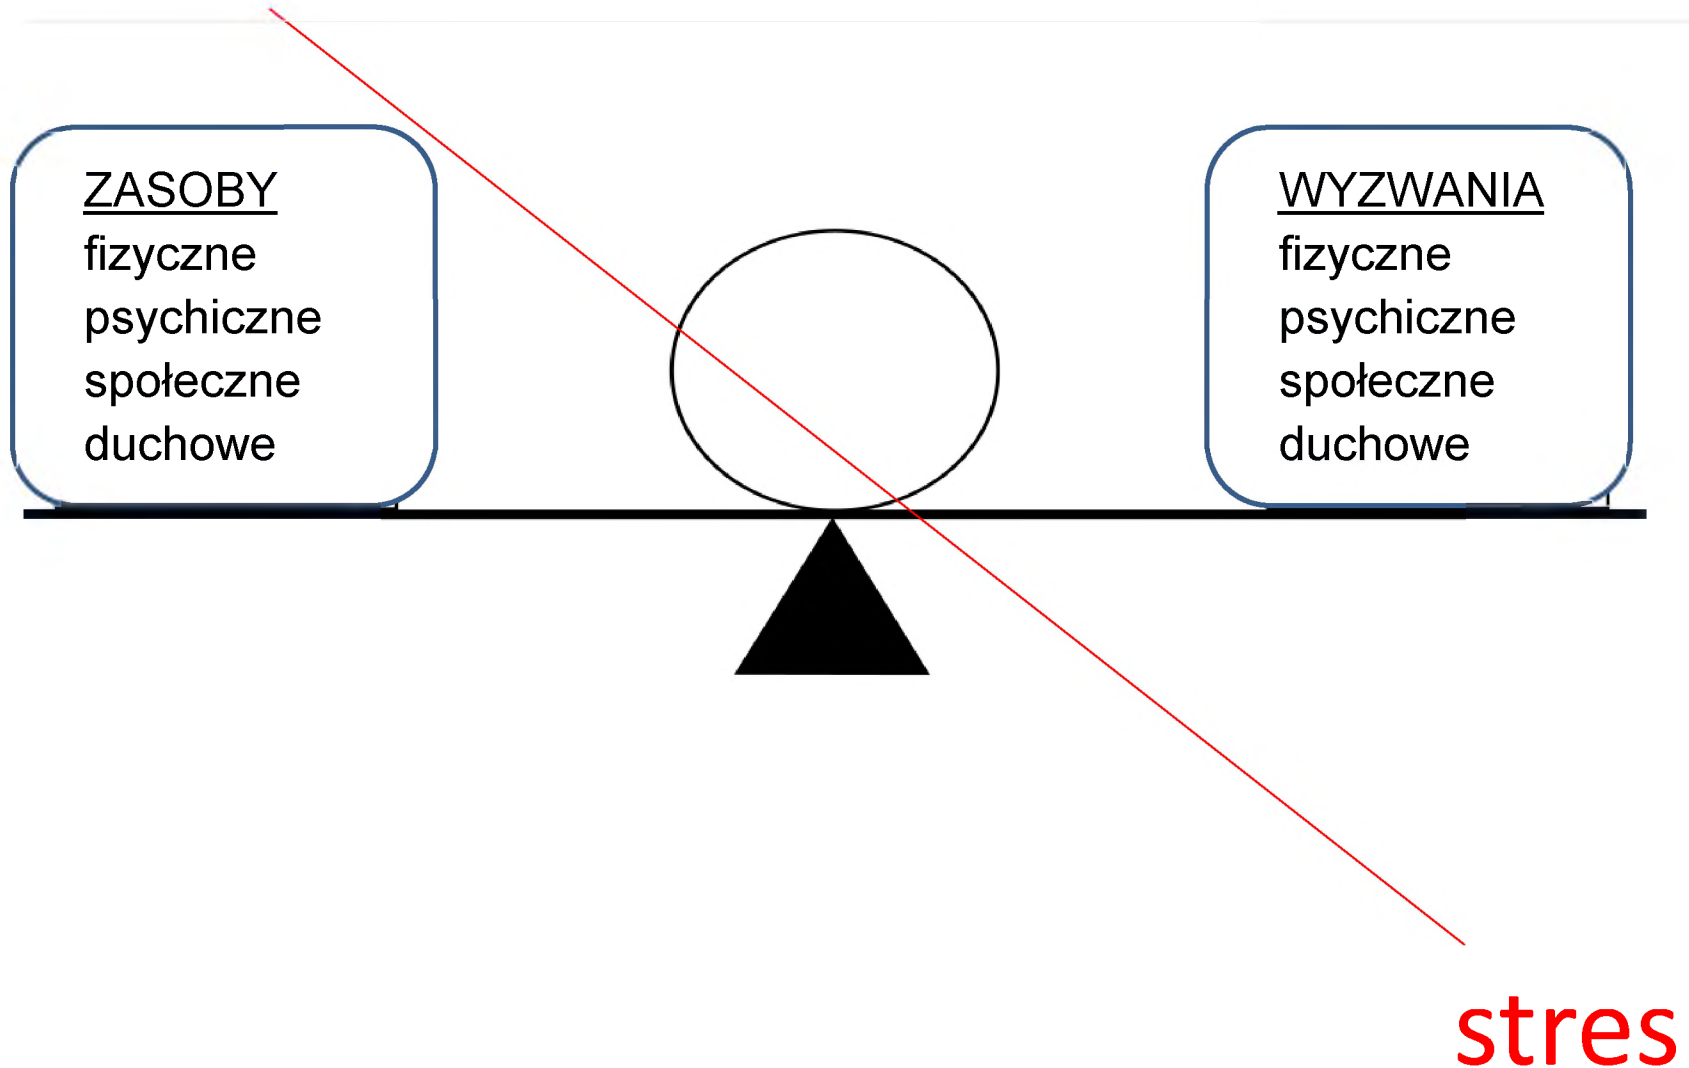 ZASOBY
fizyczne
psychiczne
społeczne
duchowe
WYZWANIA
fizyczne
psychiczne
społeczne
duchowe
stres